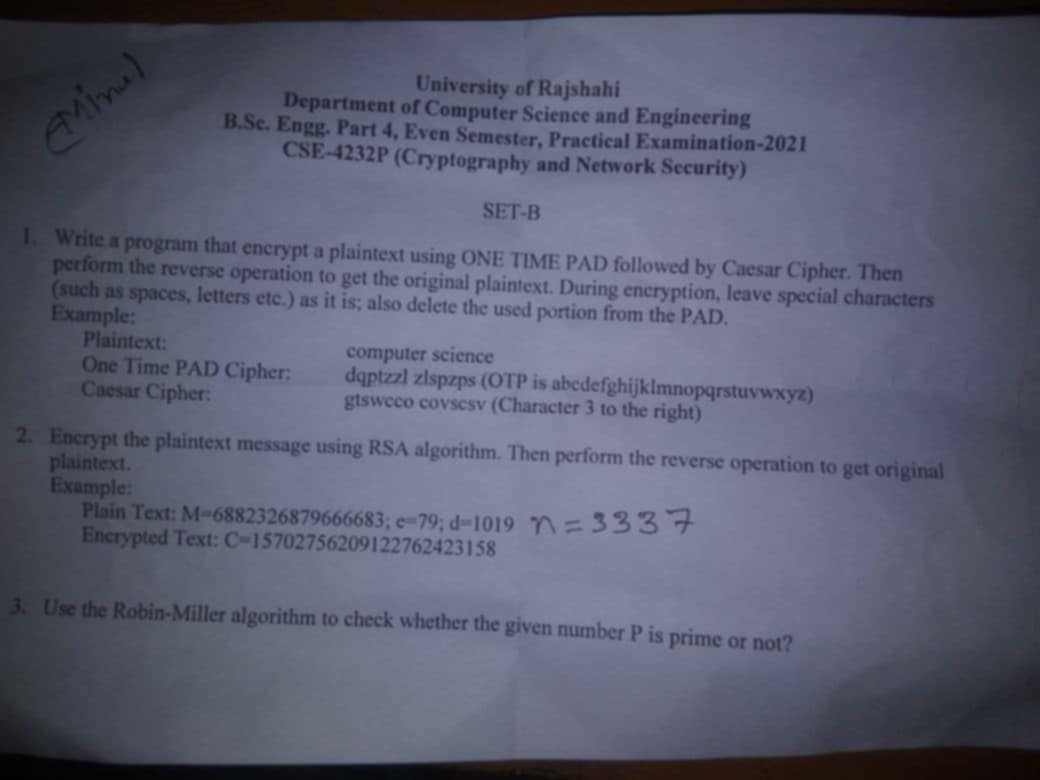 Aminul
University of Rajshahi
Department of Computer Science and Engineering
B.Sc. Engg. Part 4, Even Semester, Practical Examination-2021
CSE-4232P (Cryptography and Network Security)
SET-B
1. Write a program that encrypt a plaintext using ONE TIME PAD followed by Caesar Cipher. Then
perform the reverse operation to get the original plaintext. During encryption, leave special characters
(such as spaces, letters etc.) as it is; also delete the used portion from the PAD.
Example:
Plaintext: computer science
One Time PAD Cipher: dqptzzl zlspzps (OTP is abcdefghijklmnopqrstuvwxyz)
Caesar Cipher: gtswcco covscsv (Character 3 to the right)
2. Encrypt the plaintext message using RSA algorithm. Then perform the reverse operation to get original
plaintext.
Example:
Plain Text: M=6882326879666683; e=79; d=1019 n=3337
Encrypted Text: C=15702756209122762423158
3. Use the Robin-Miller algorithm to check whether the given number P is prime or not?